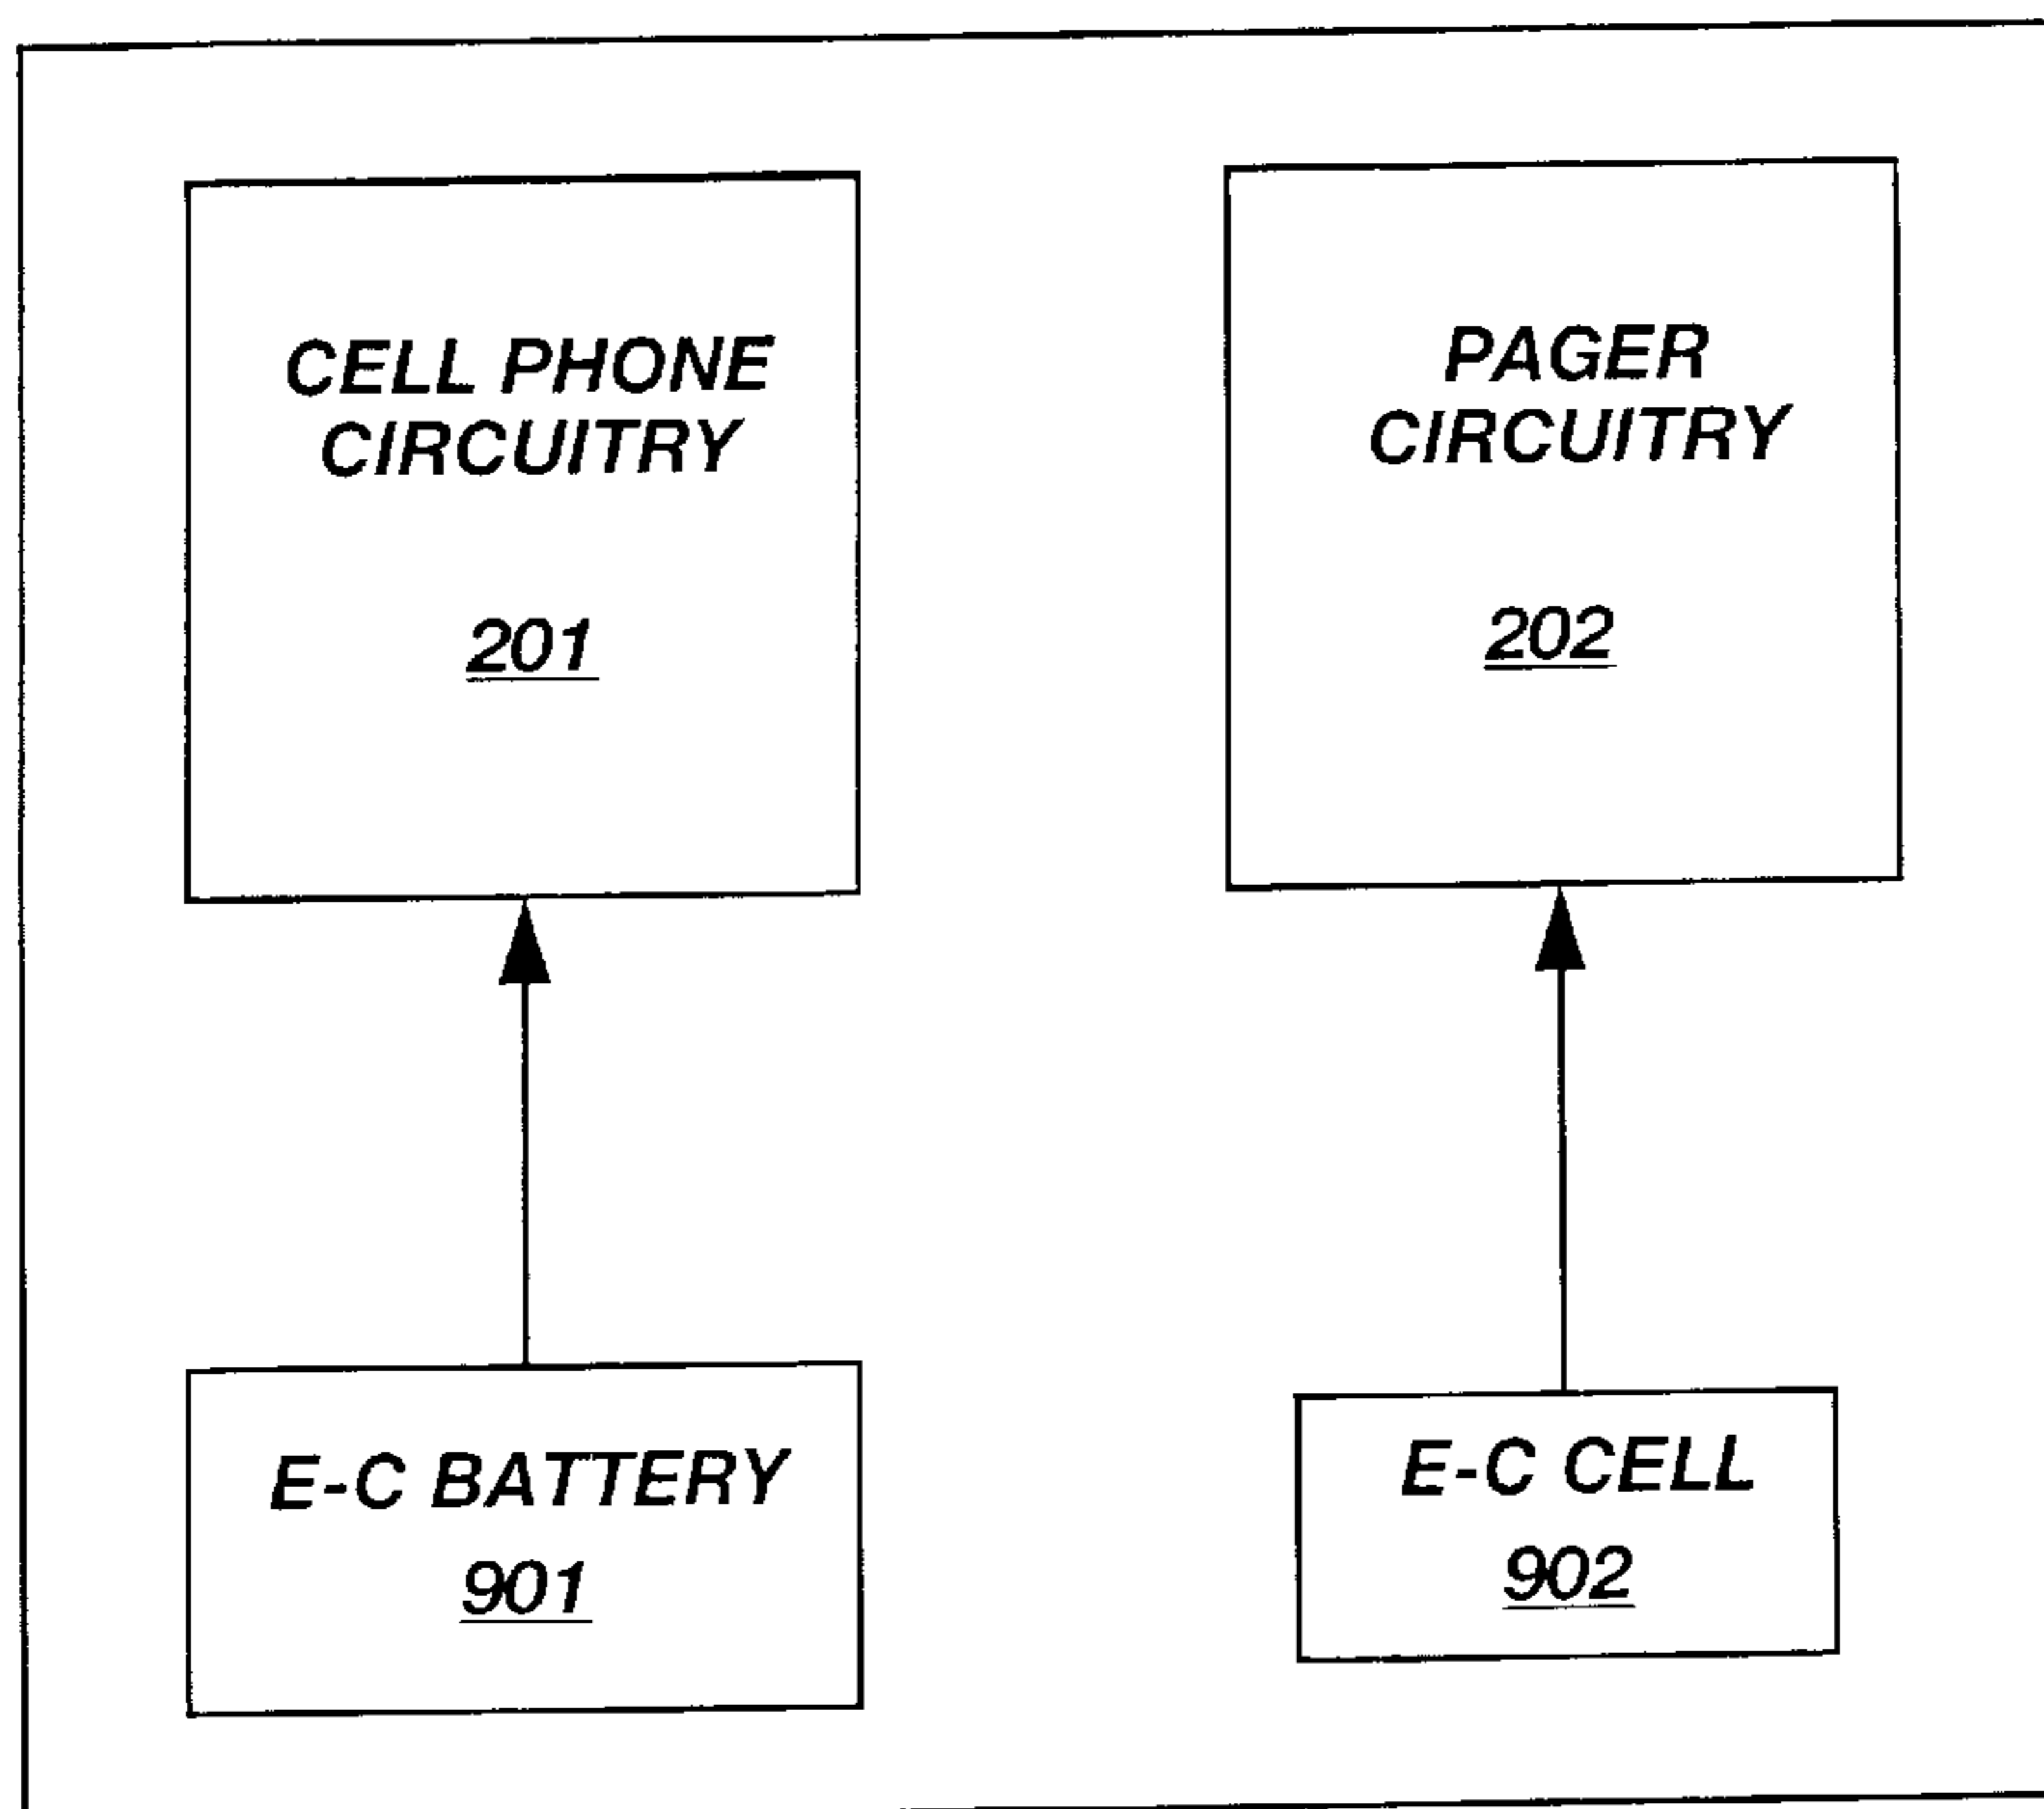 CELL PHONE
CIRCUITRY
201
PAGER
CIRCUITRY
202
E-C BATTERY
901
E-C CELL
902